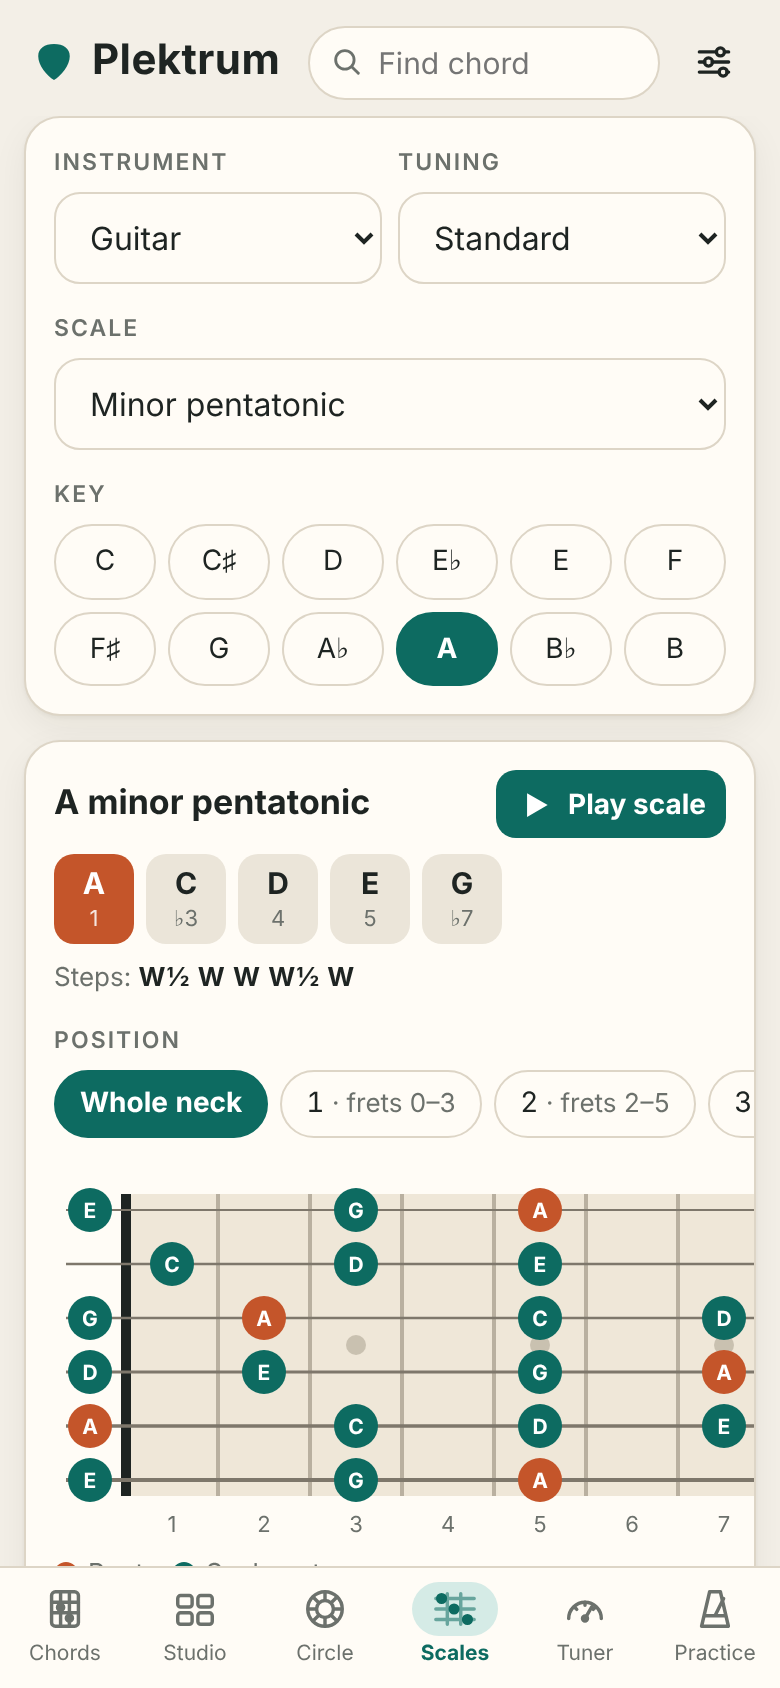 Plektrum
Find chord
INSTRUMENT TUNING
Guitar Standard
SCALE
Minor pentatonic
KEY
C C♯ D E♭ E F
F♯ G A♭ A B♭ B
A minor pentatonic
Play scale
A C D E G
1 ♭3 4 5 ♭7
Steps: W½ W W W½ W
POSITION
Whole neck 1 · frets 0–3 2 · frets 2–5 3
E G A
C D E
G A C D
D E G A
A C D E
E G A
1 2 3 4 5 6 7
Chords Studio Circle Scales Tuner Practice